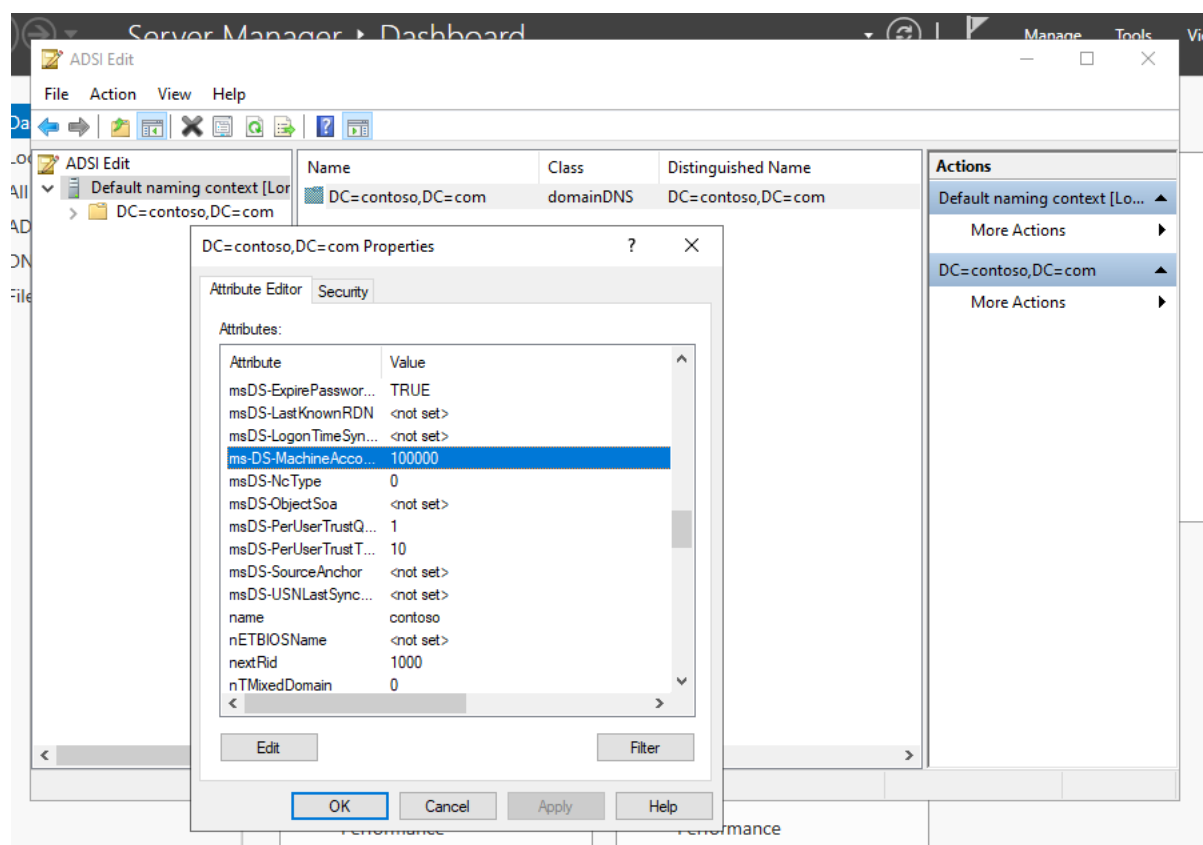 Server Manager ▸ Dashboard
Manage Tools
ADSI Edit
File Action View Help
ADSI Edit
Default naming context [Lor
DC=contoso,DC=com
Name Class Distinguished Name
DC=contoso,DC=com domainDNS DC=contoso,DC=com
Actions
Default naming context [Lo...
More Actions
DC=contoso,DC=com
More Actions
DC=contoso,DC=com Properties ? ×
Attribute Editor Security
Attributes:
Attribute Value
msDS-ExpirePasswor... TRUE
msDS-LastKnownRDN <not set>
msDS-LogonTimeSyn... <not set>
ms-DS-MachineAcco... 100000
msDS-NcType 0
msDS-ObjectSoa <not set>
msDS-PerUserTrustQ... 1
msDS-PerUserTrustT... 10
msDS-SourceAnchor <not set>
msDS-USNLastSync... <not set>
name contoso
nETBIOSName <not set>
nextRid 1000
nTMixedDomain 0
Edit Filter
OK Cancel Apply Help
Performance Performance